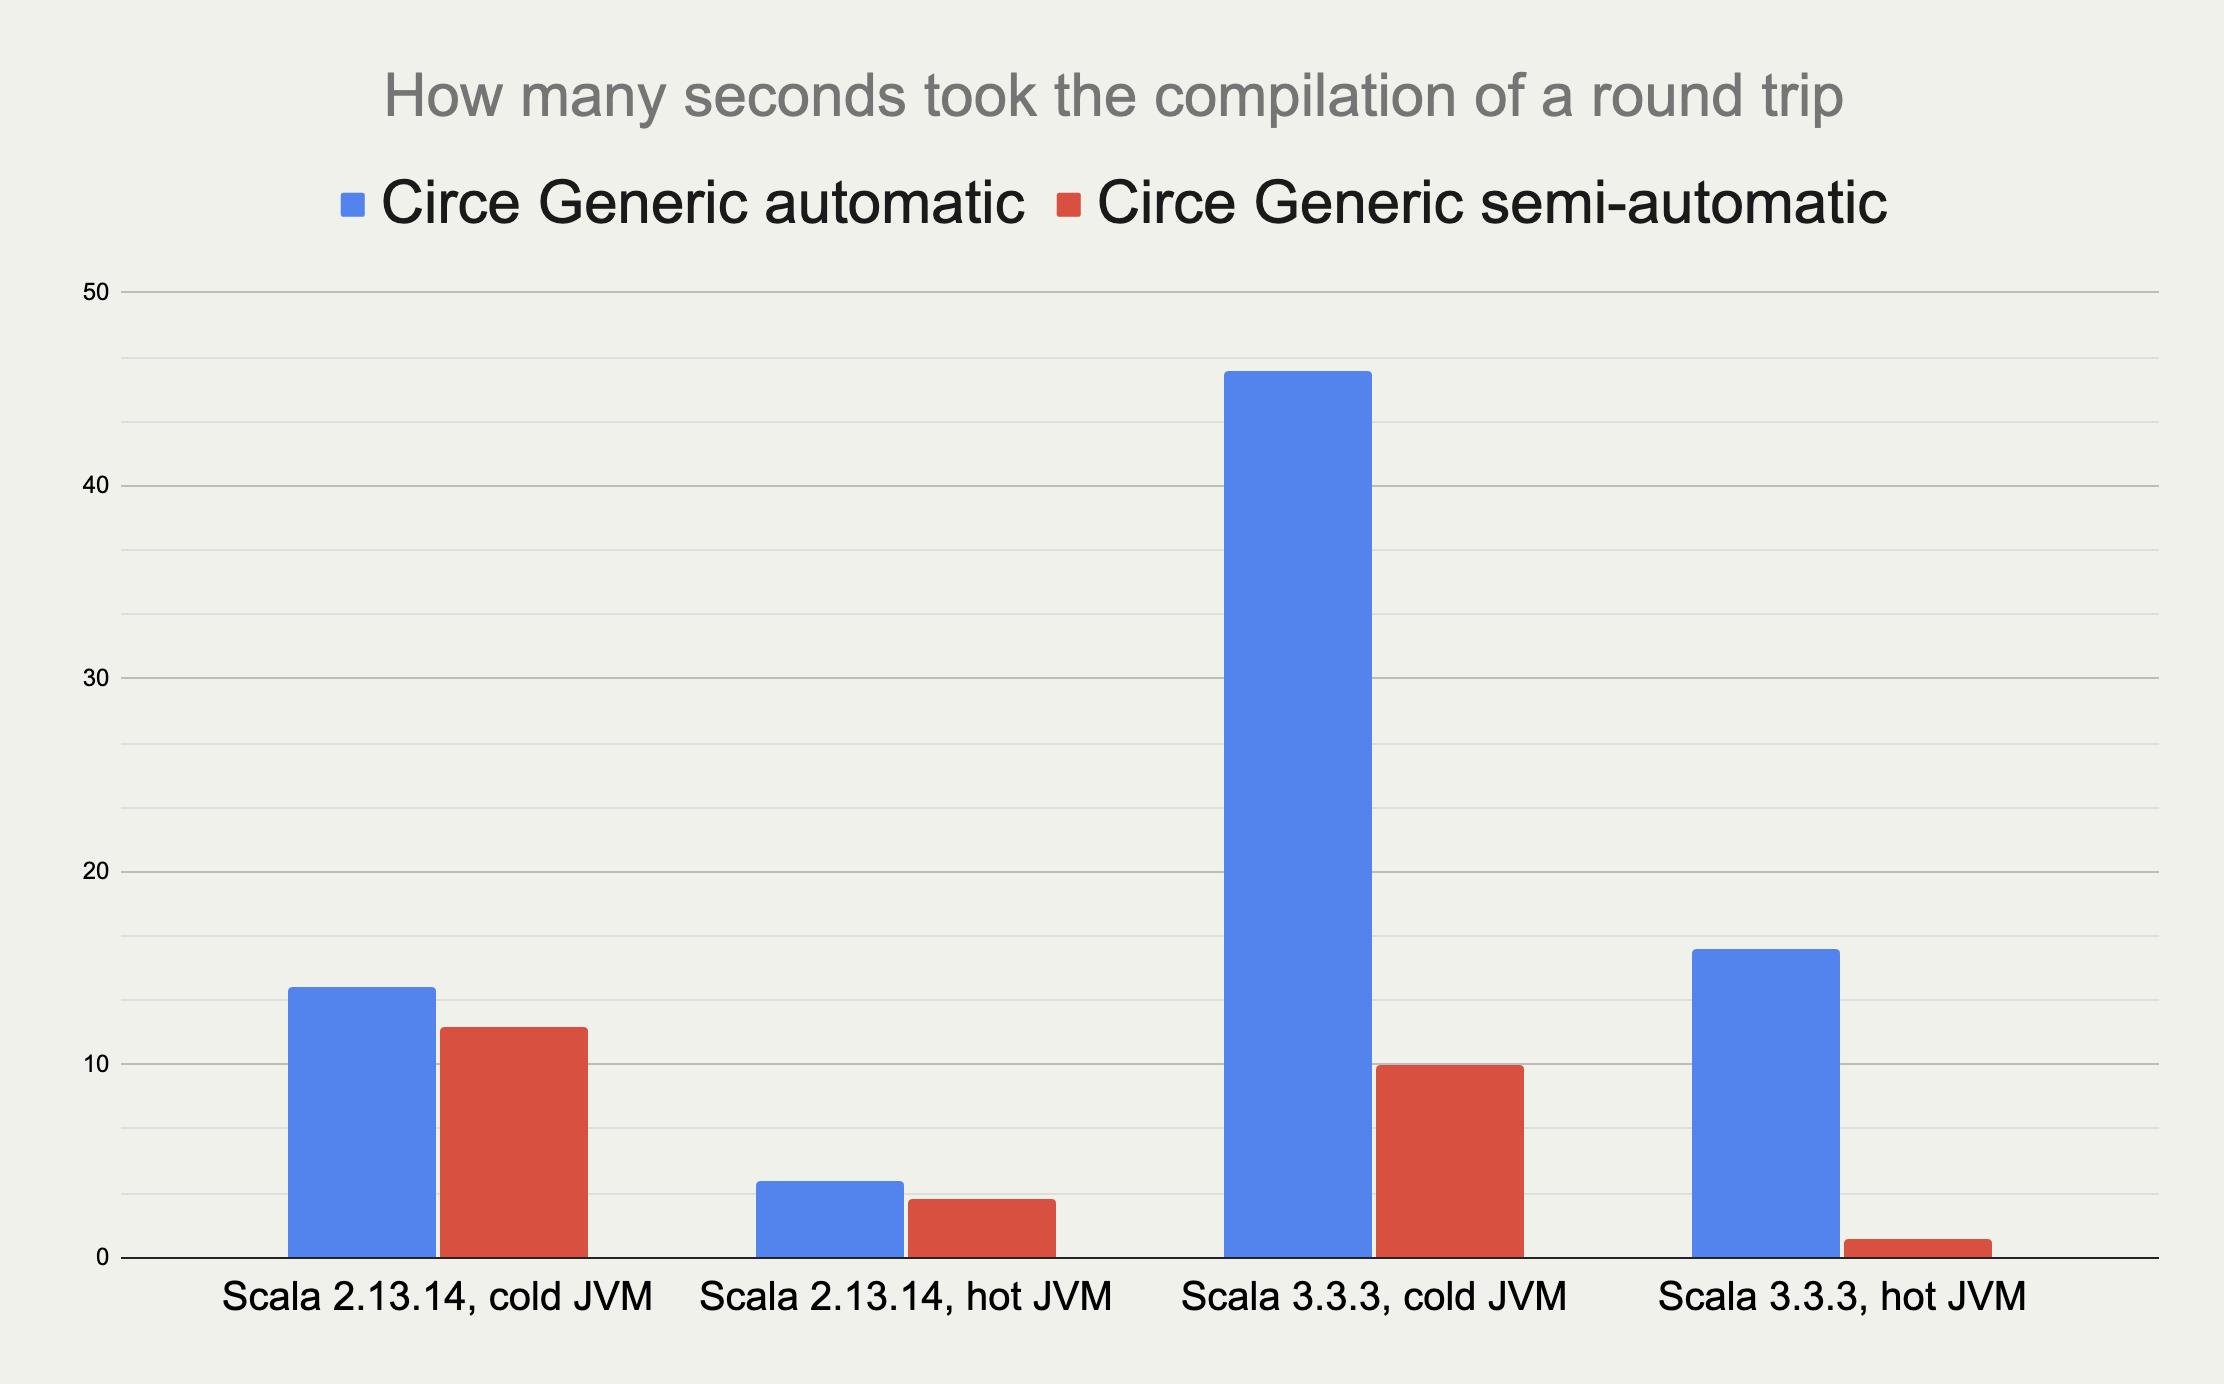 How many seconds took the compilation of a round trip
Circe Generic automatic Circe Generic semi-automatic
50
40
30
20
10
0
Scala 2.13.14, cold JVM Scala 2.13.14, hot JVM Scala 3.3.3, cold JVM Scala 3.3.3, hot JVM